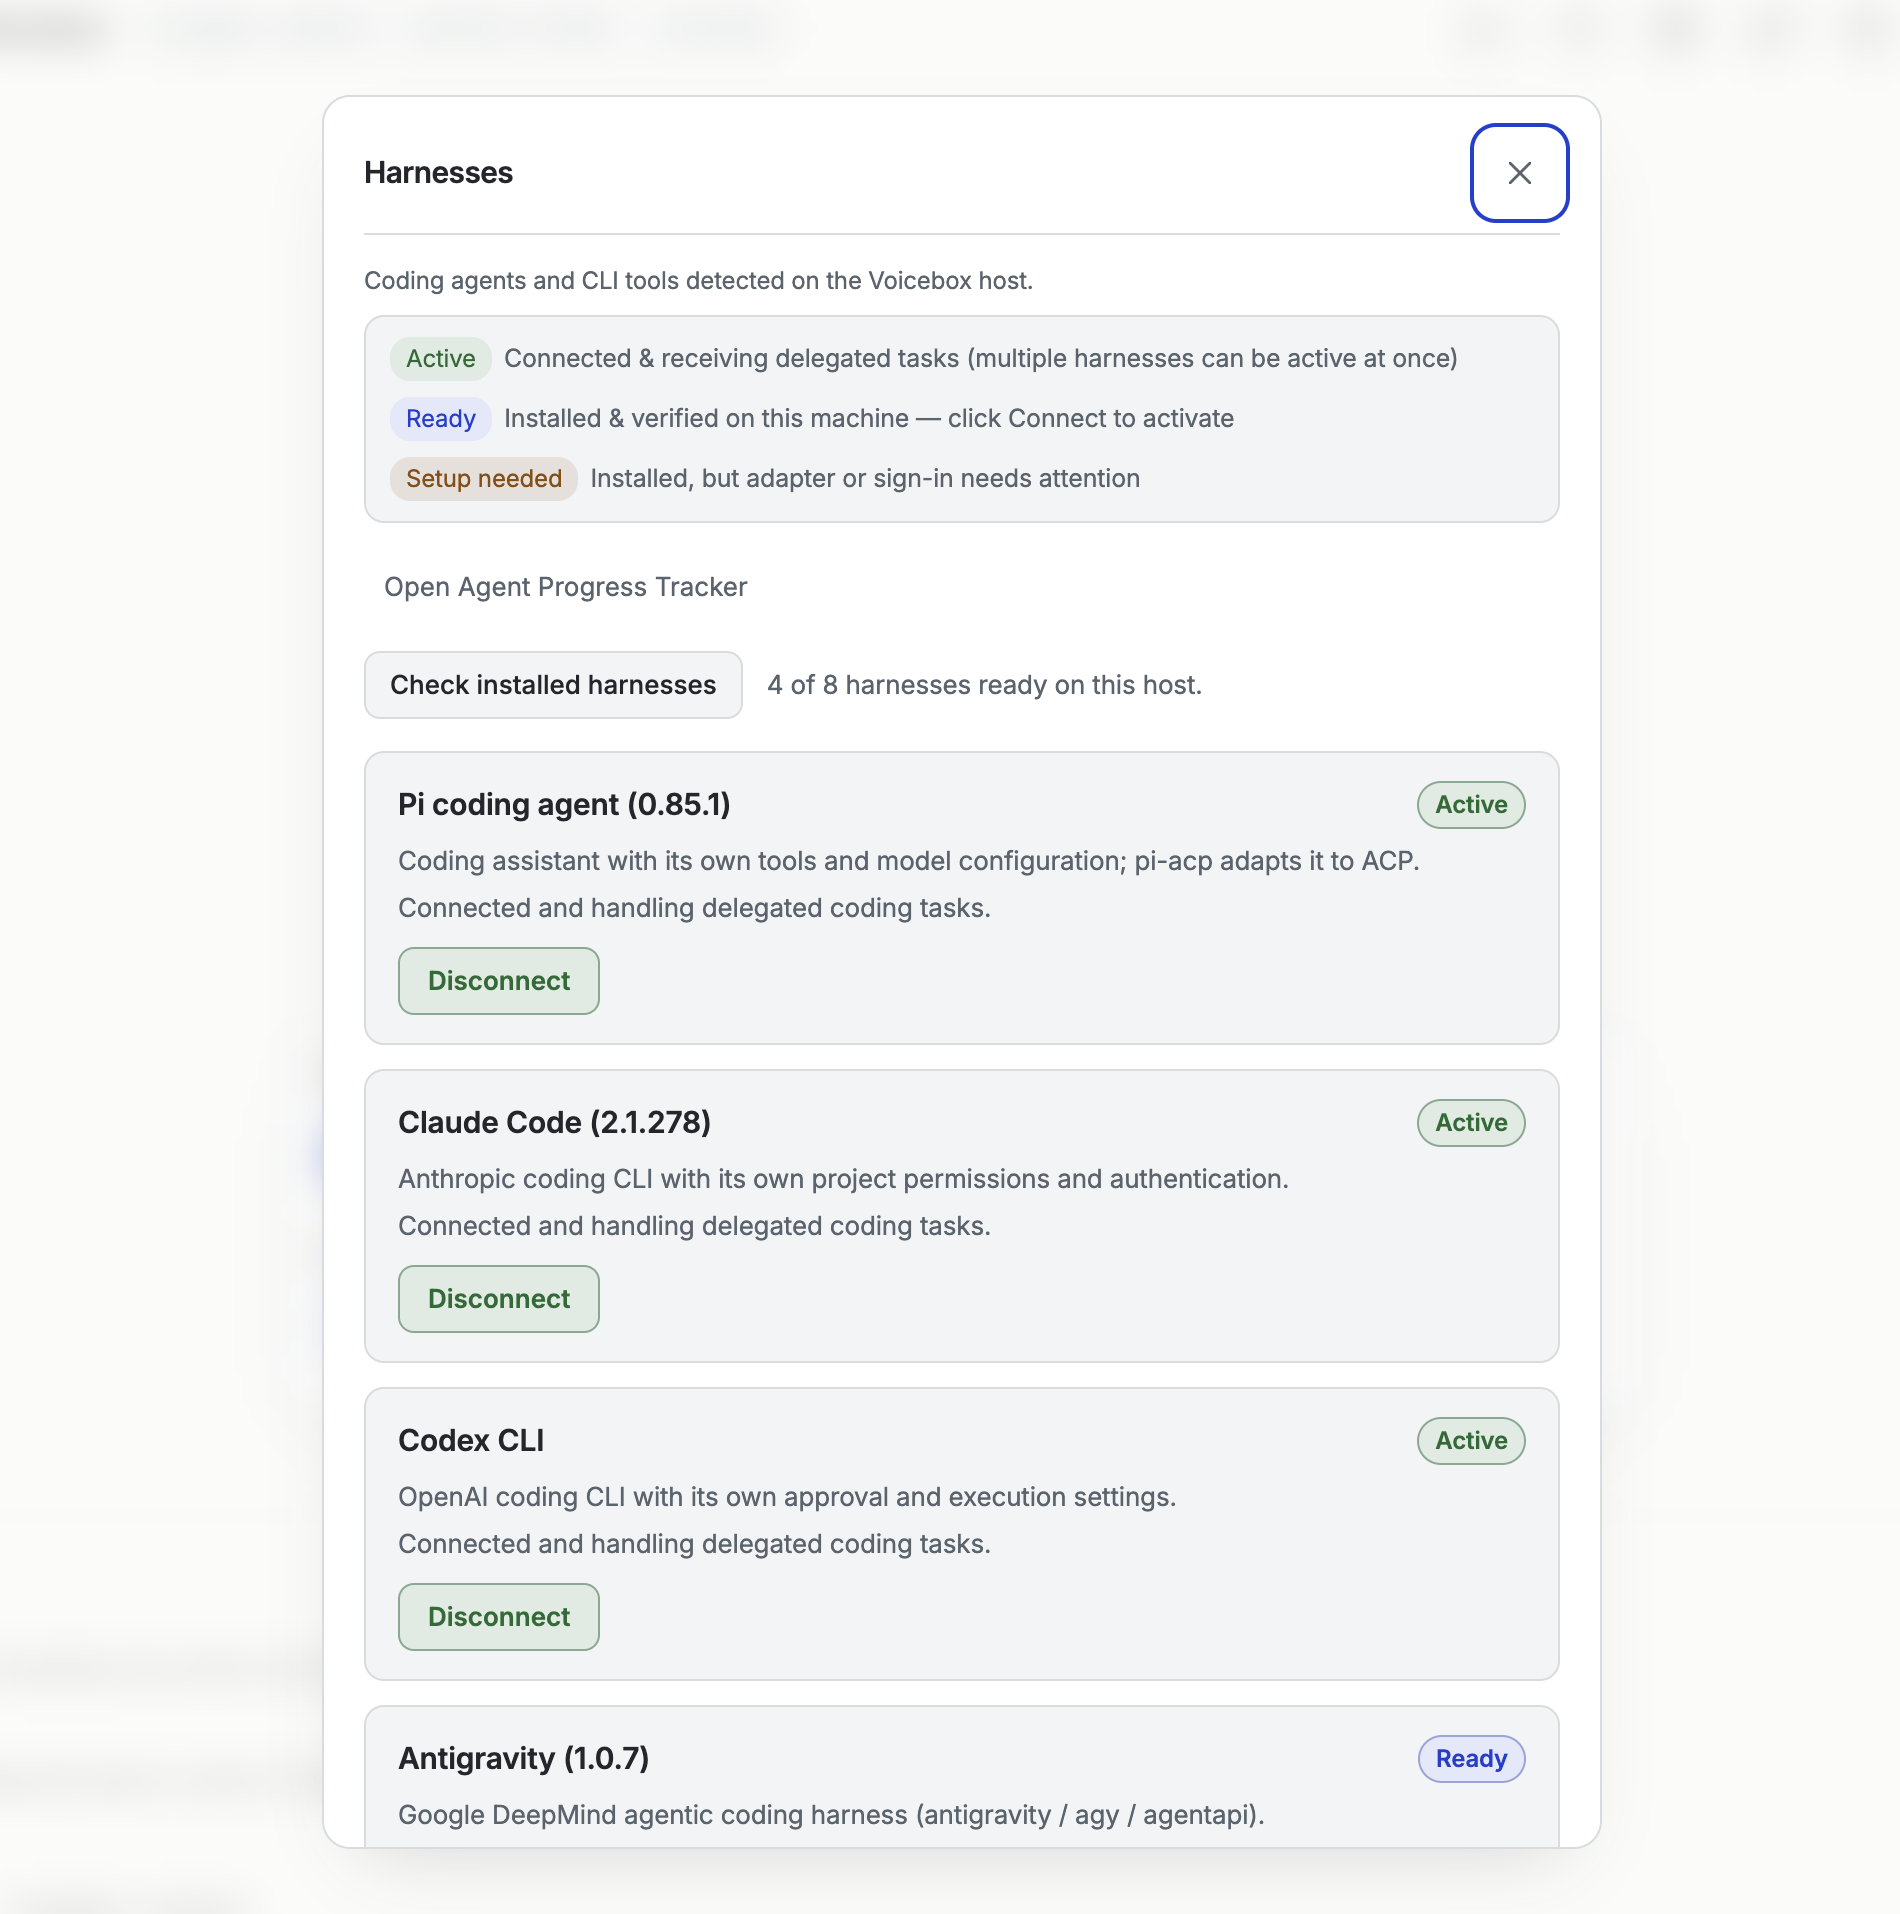 Harnesses
Coding agents and CLI tools detected on the Voicebox host.
Active Connected & receiving delegated tasks (multiple harnesses can be active at once)
Ready Installed & verified on this machine — click Connect to activate
Setup needed Installed, but adapter or sign-in needs attention
Open Agent Progress Tracker
Check installed harnesses 4 of 8 harnesses ready on this host.
Pi coding agent (0.85.1) Active
Coding assistant with its own tools and model configuration; pi-acp adapts it to ACP.
Connected and handling delegated coding tasks.
Disconnect
Claude Code (2.1.278) Active
Anthropic coding CLI with its own project permissions and authentication.
Connected and handling delegated coding tasks.
Disconnect
Codex CLI Active
OpenAI coding CLI with its own approval and execution settings.
Connected and handling delegated coding tasks.
Disconnect
Antigravity (1.0.7) Ready
Google DeepMind agentic coding harness (antigravity / agy / agentapi).